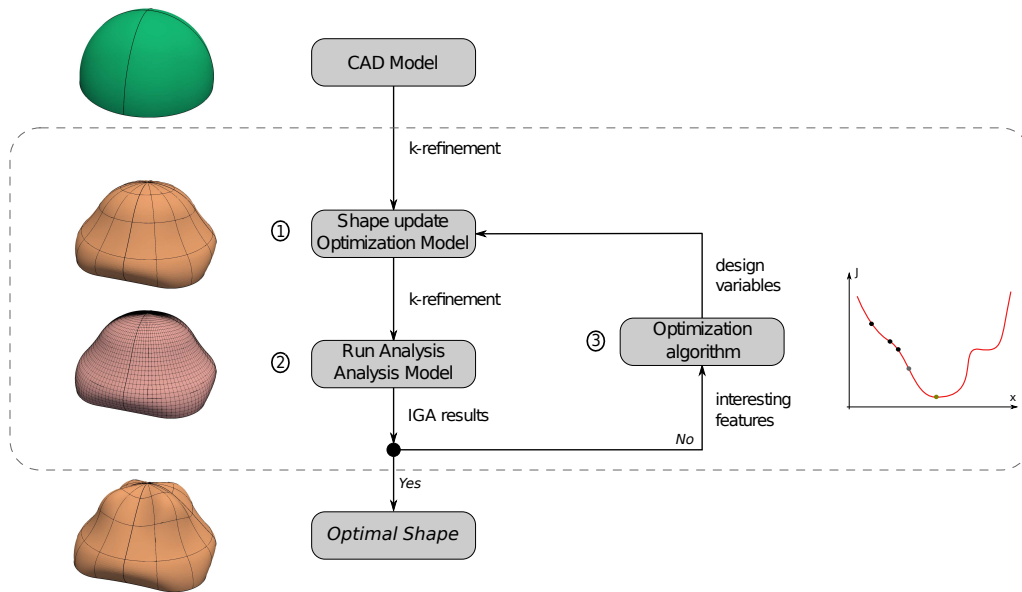 CAD Model
k-refinement
1
Shape update
Optimization Model
design
variables
k-refinement
2
Run Analysis
Analysis Model
3
Optimization
algorithm
J
x
IGA results
interesting
features
No
Yes
Optimal Shape